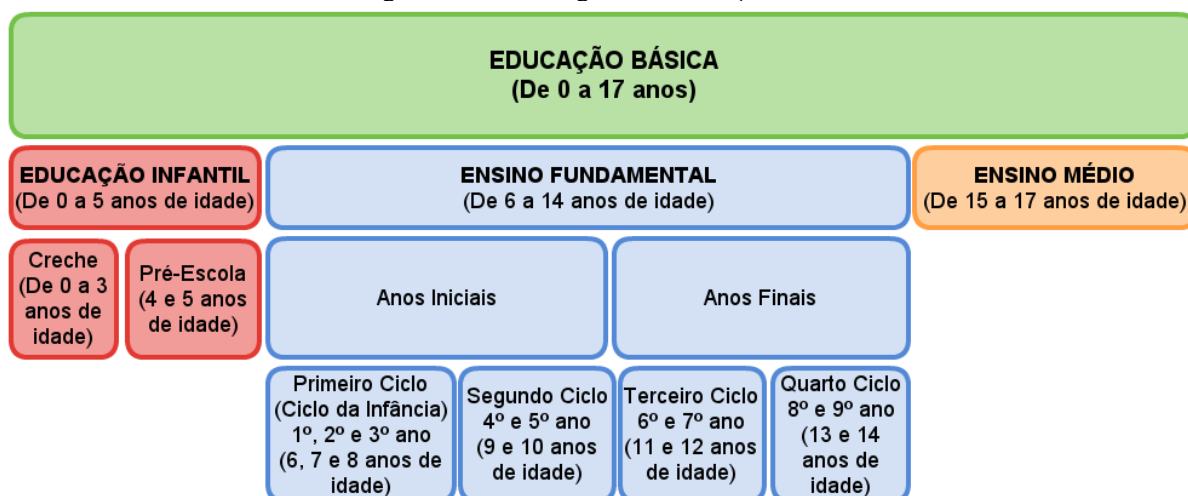 EDUCAÇÃO BÁSICA
(De 0 a 17 anos)
EDUCAÇÃO INFANTIL
(De 0 a 5 anos de idade)
ENSINO FUNDAMENTAL
(De 6 a 14 anos de idade)
ENSINO MÉDIO
(De 15 a 17 anos de idade)
Creche
(De 0 a 3
anos de
idade)
Pré-Escola
(4 e 5 anos
de idade)
Anos Iniciais
Anos Finais
Primeiro Ciclo
(Ciclo da Infância)
1º, 2º e 3º ano
(6, 7 e 8 anos de
idade)
Segundo Ciclo
4º e 5º ano
(9 e 10 anos
de idade)
Terceiro Ciclo
6º e 7º ano
(11 e 12 anos
de idade)
Quarto Ciclo
8º e 9º ano
(13 e 14
anos de
idade)